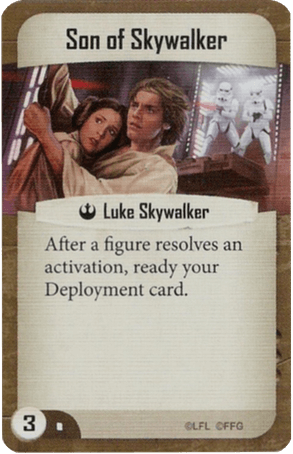 Son of Skywalker
Luke Skywalker
After a figure resolves an
activation, ready your
Deployment card.
3
©LFL ©FFG